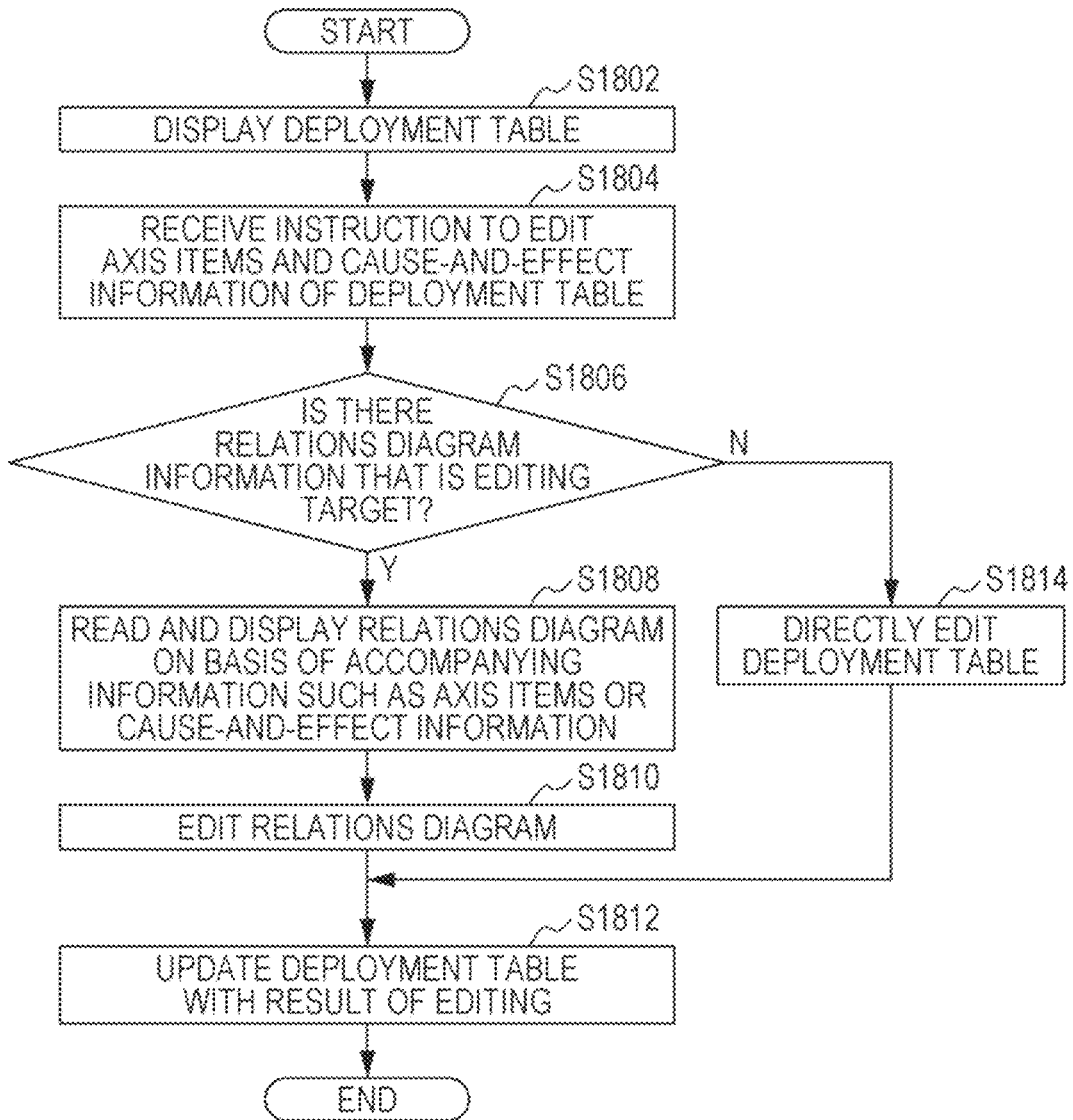 START
S1802
DISPLAY DEPLOYMENT TABLE
S1804
RECEIVE INSTRUCTION TO EDIT
AXIS ITEMS AND CAUSE-AND-EFFECT
INFORMATION OF DEPLOYMENT TABLE
S1806
IS THERE
RELATIONS DIAGRAM
INFORMATION THAT IS EDITING
TARGET?
N
Y
S1808
READ AND DISPLAY RELATIONS DIAGRAM
ON BASIS OF ACCOMPANYING
INFORMATION SUCH AS AXIS ITEMS OR
CAUSE-AND-EFFECT INFORMATION
S1814
DIRECTLY EDIT
DEPLOYMENT TABLE
S1810
EDIT RELATIONS DIAGRAM
S1812
UPDATE DEPLOYMENT TABLE
WITH RESULT OF EDITING
END